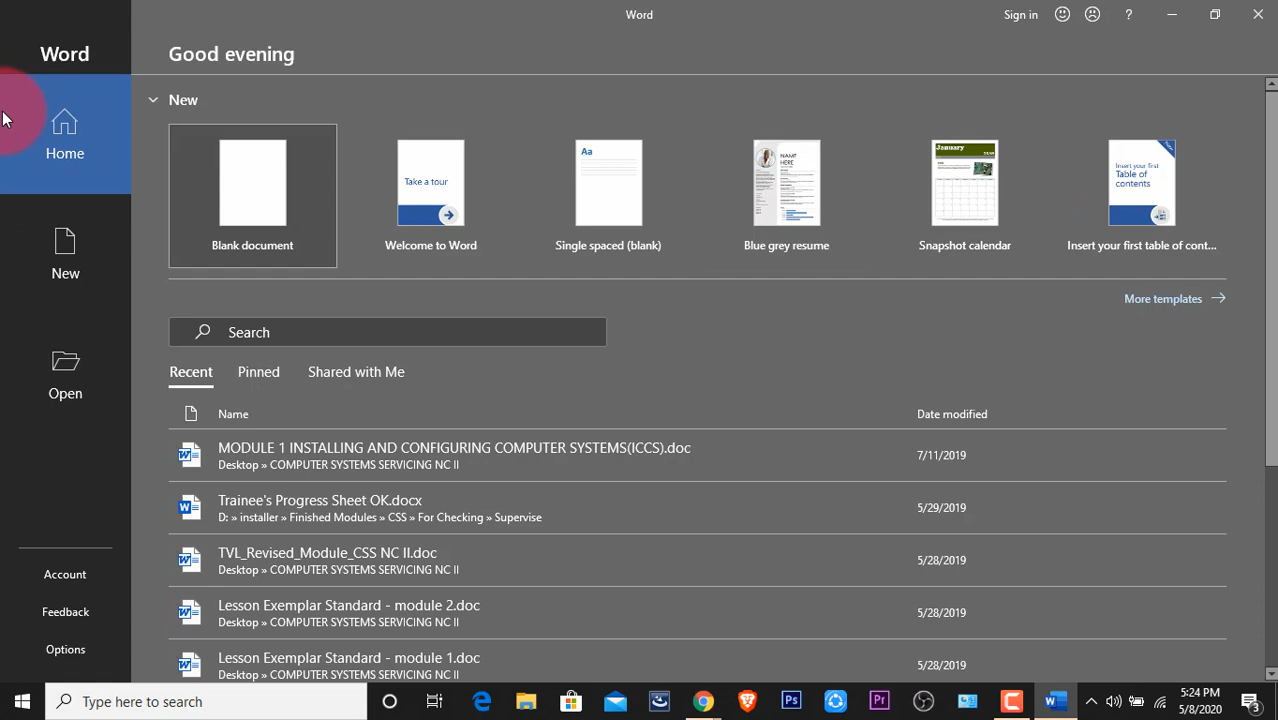 Word
Sign in
?
Word
Good evening
New
Home
New
Open
Account
Feedback
Options
Take a tour
Aa
NAME HERE
January
Insert your first
Table of
contents
Blank document
Welcome to Word
Single spaced (blank)
Blue grey resume
Snapshot calendar
Insert your first table of cont...
More templates
Search
Recent Pinned Shared with Me
Name Date modified
MODULE 1 INSTALLING AND CONFIGURING COMPUTER SYSTEMS(ICCS).doc
Desktop » COMPUTER SYSTEMS SERVICING NC II
7/11/2019
Trainee's Progress Sheet OK.docx
D: » installer » Finished Modules » CSS » For Checking » Supervise
5/29/2019
TVL_Revised_Module_CSS NC II.doc
Desktop » COMPUTER SYSTEMS SERVICING NC II
5/28/2019
Lesson Exemplar Standard - module 2.doc
Desktop » COMPUTER SYSTEMS SERVICING NC II
5/28/2019
Lesson Exemplar Standard - module 1.doc
Desktop » COMPUTER SYSTEMS SERVICING NC II
5/28/2019
Type here to search
Ps
Pr
5:24 PM
5/8/2020
3